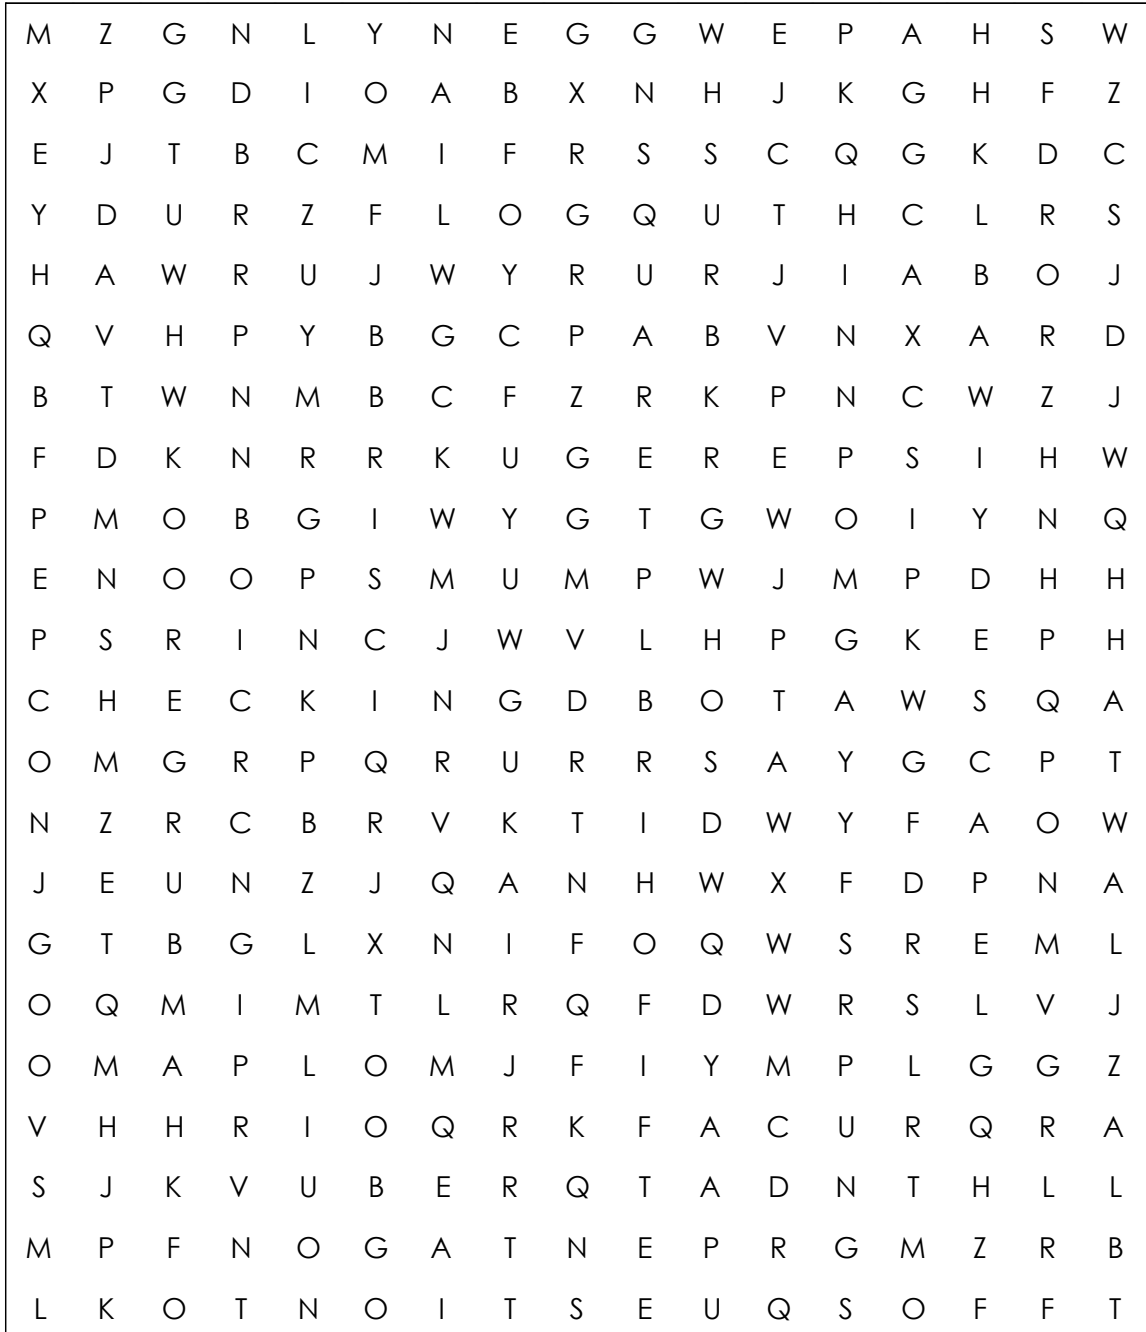 M Z G N L Y N E G G W E P A H S W
X P G D I O A B X N H J K G H F Z
E J T B C M I F R S S C Q G K D C
Y D U R Z F L O G Q U T H C L R S
H A W R U J W Y R U R J I A B O J
Q V H P Y B G C P A B V N X A R D
B T W N M B C F Z R K P N C W Z J
F D K N R R K U G E R E P S I H W
P M O B G I W Y G T G W O I Y N Q
E N O O P S M U M P W J M P D H H
P S R I N C J W V L H P G K E P H
C H E C K I N G D B O T A W S Q A
O M G R P Q R U R R S A Y G C P T
N Z R C B R V K T I D W Y F A O W
J E U N Z J Q A N H W X F D P N A
G T B G L X N I F O Q W S R E M L
O Q M I M T L R Q F D W R S L V J
O M A P L O M J F I Y M P L G G Z
V H H R I O Q R K F A C U R Q R A
S J K V U B E R Q T A D N T H L L
M P F N O G A T N E P R G M Z R B
L K O T N O I T S E U Q S O F F T